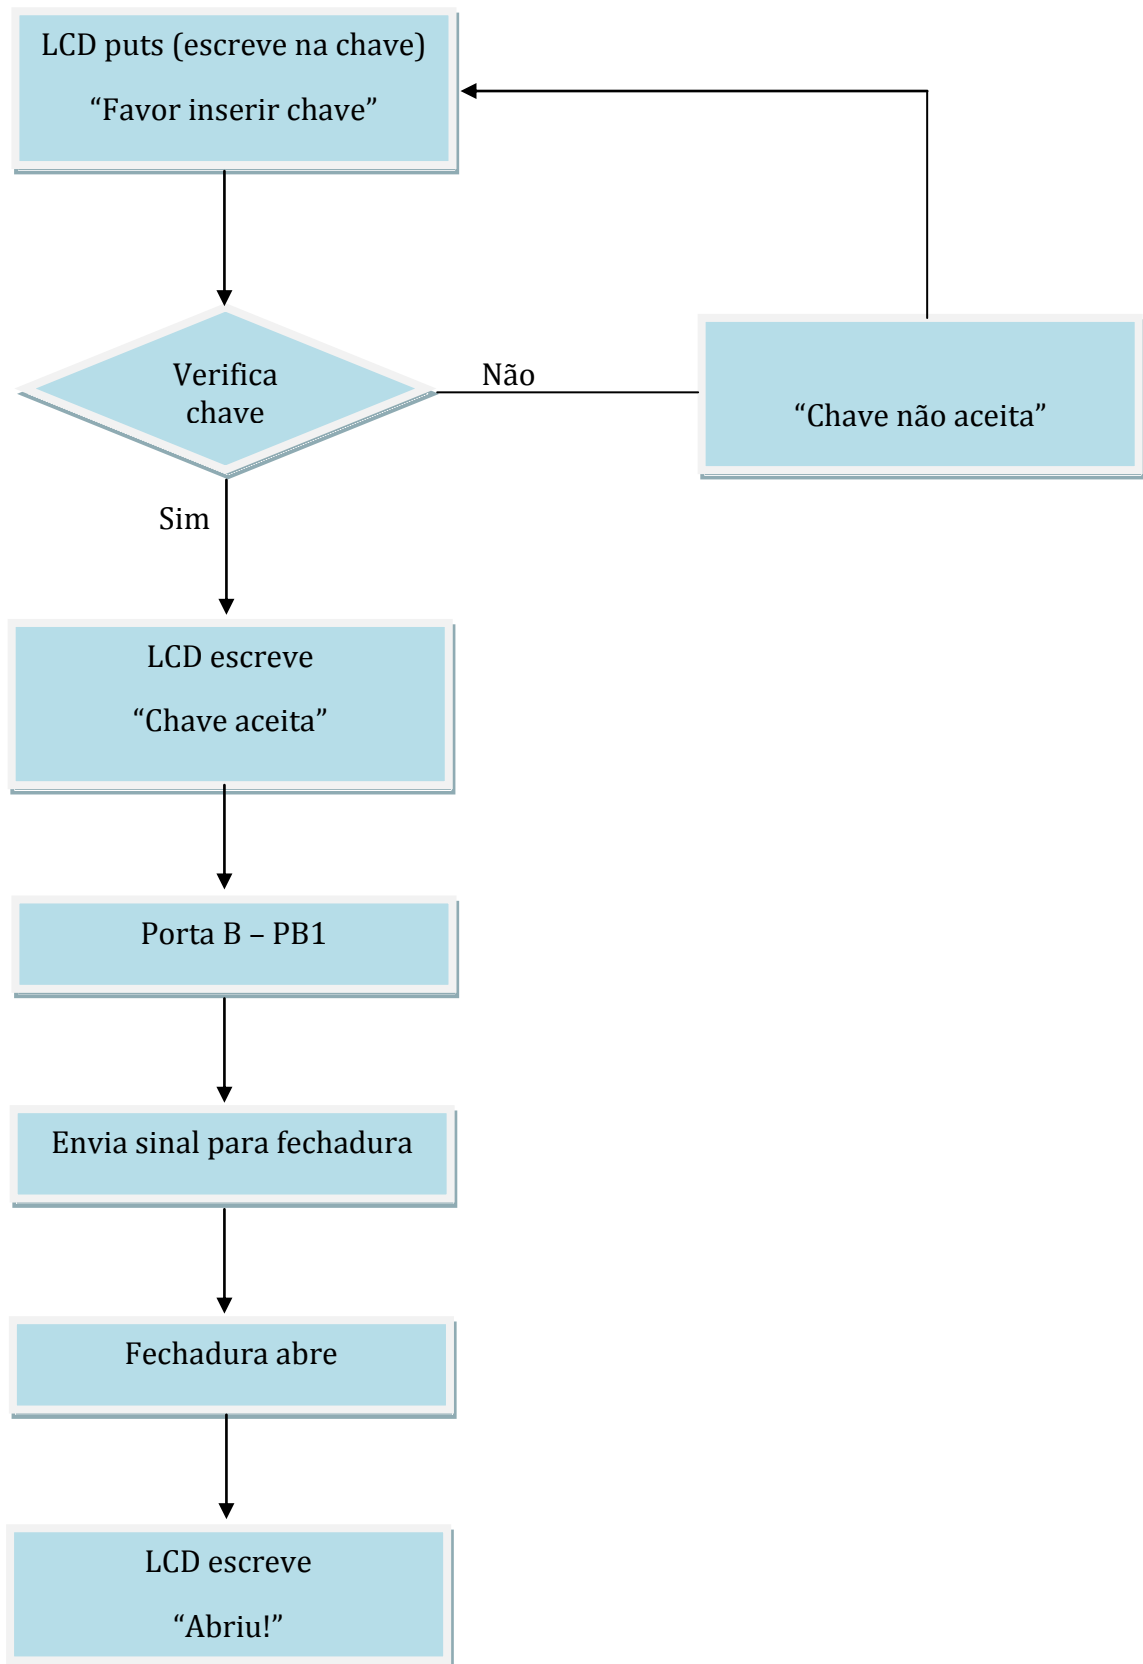 LCD puts (escreve na chave)
“Favor inserir chave”
Verifica
chave
Não
“Chave não aceita”
Sim
LCD escreve
“Chave aceita”
Porta B – PB1
Envia sinal para fechadura
Fechadura abre
LCD escreve
“Abriu!”